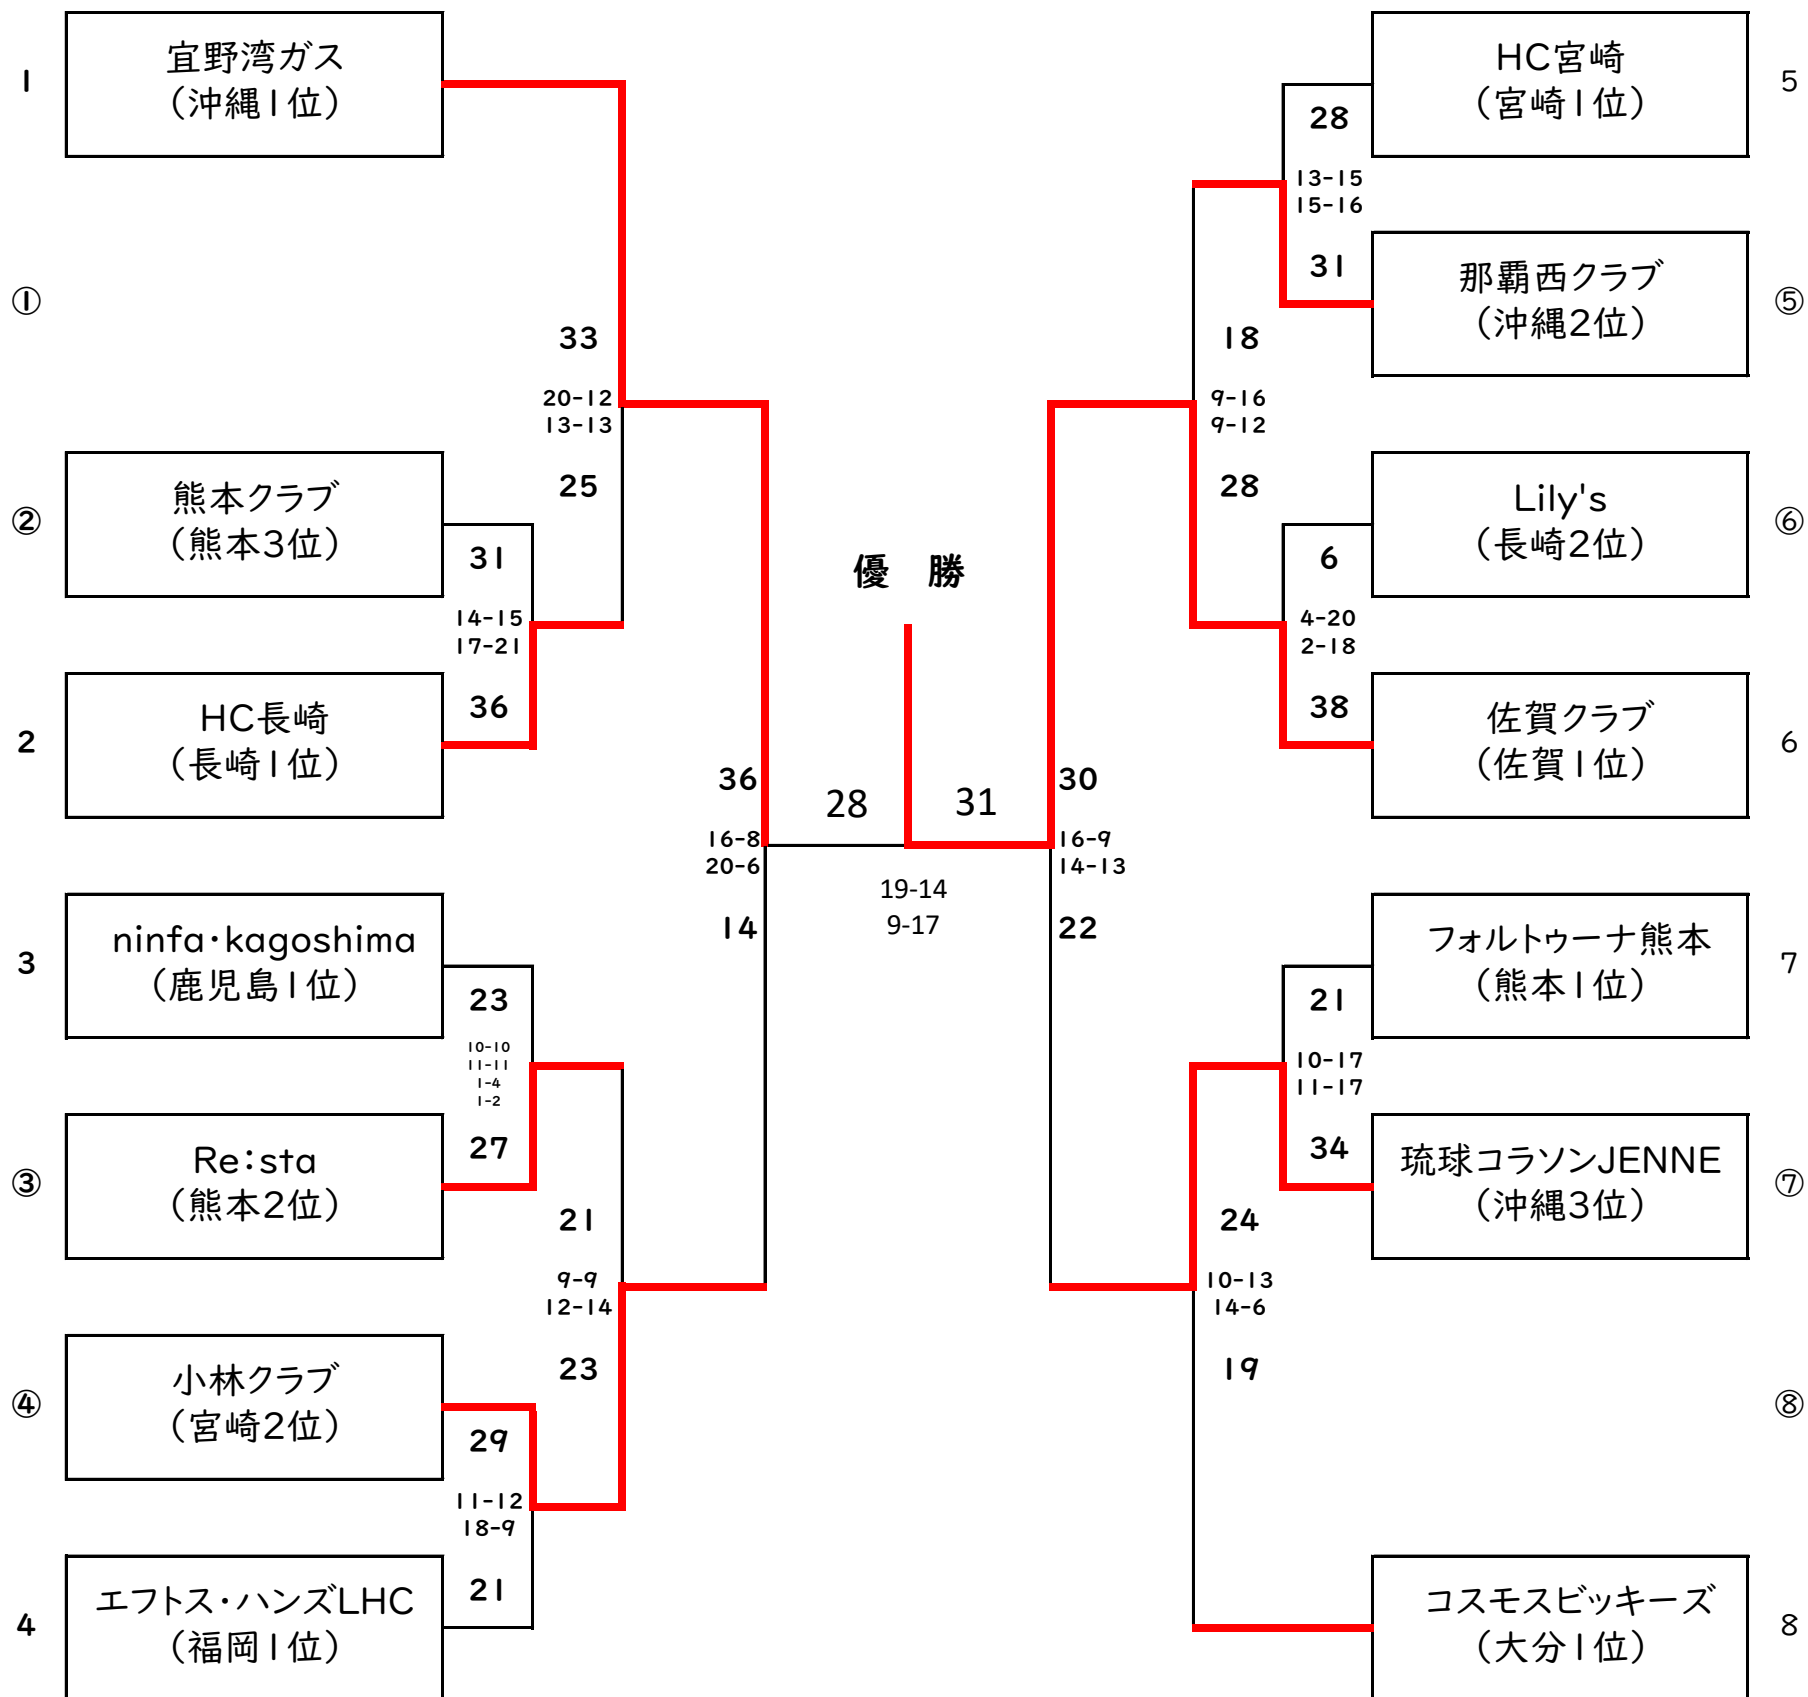 1
宜野湾ガス
（沖縄1位）
①
33
20-12
13-13
25
②
熊本クラブ
（熊本3位）
31
14-15
17-21
36
2
HC長崎
（長崎1位）
3
ninfa・kagoshima
（鹿児島1位）
23
10-10
11-11
1-4
1-2
27
③
Re:sta
（熊本2位）
21
9-9
12-14
23
④
小林クラブ
（宮崎2位）
29
11-12
18-9
21
4
エフトス・ハンズLHC
（福岡1位）
36
16-8
20-6
14
優　勝
28
31
19-14
9-17
30
16-9
14-13
22
HC宮崎
（宮崎1位）
5
28
13-15
15-16
31
那覇西クラブ
（沖縄2位）
⑤
18
9-16
9-12
28
Lily's
（長崎2位）
⑥
6
4-20
2-18
38
佐賀クラブ
（佐賀1位）
6
フォルトゥーナ熊本
（熊本1位）
7
21
10-17
11-17
34
琉球コラソンJENNE
（沖縄3位）
⑦
24
10-13
14-6
19
⑧
コスモスビッキーズ
（大分1位）
8